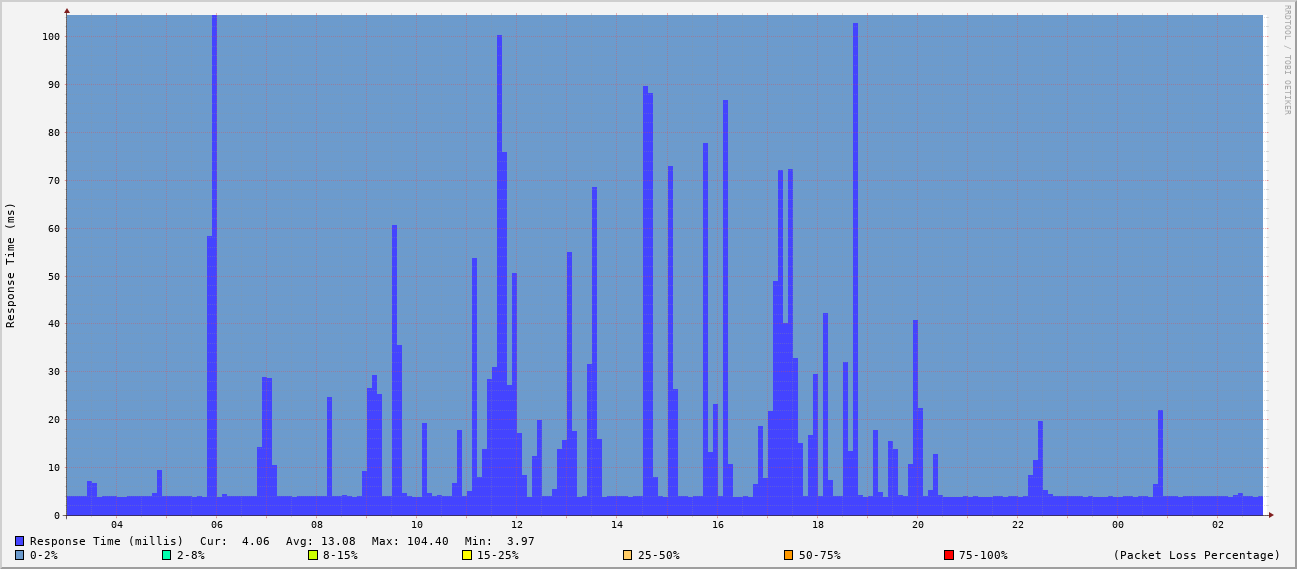 RRDTOOL / TOBI OETIKER
Response Time (ms)
100
90
80
70
60
50
40
30
20
10
0
04 06 08 10 12 14 16 18 20 22 00 02
Response Time (millis) Cur: 4.06 Avg: 13.08 Max: 104.40 Min: 3.97
0-2% 2-8% 8-15% 15-25% 25-50% 50-75% 75-100% (Packet Loss Percentage)